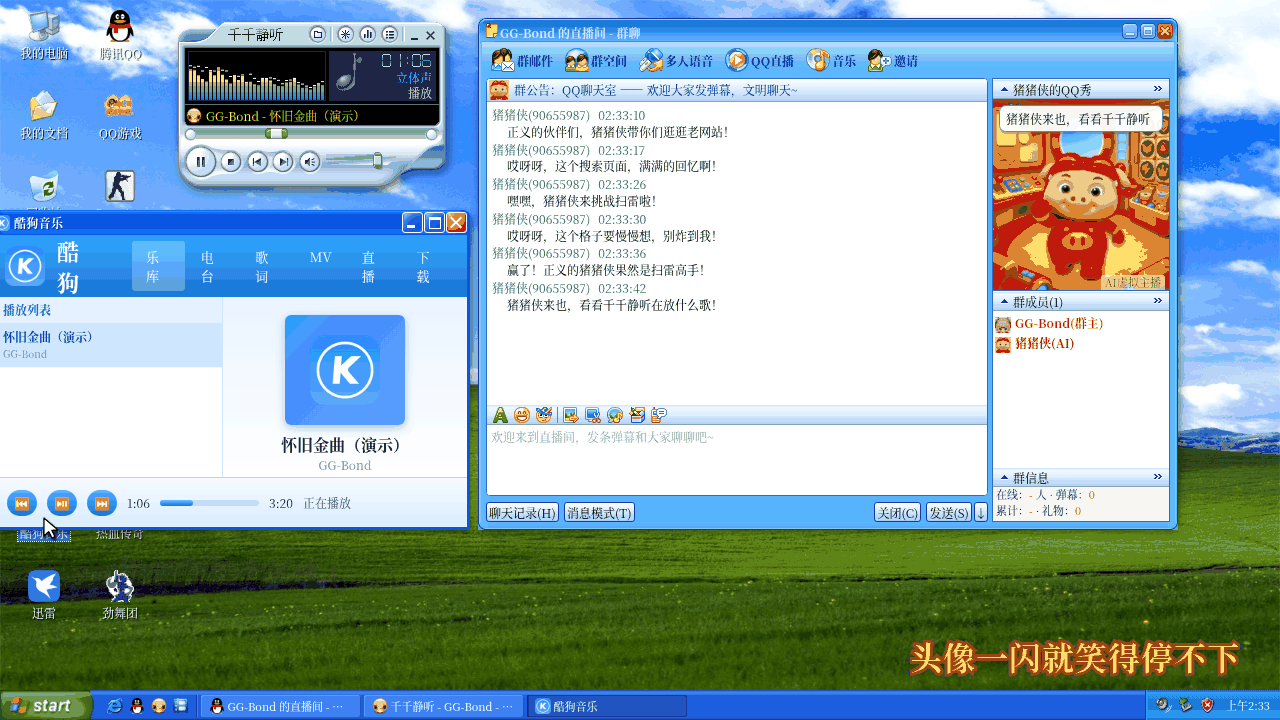 我的电脑
腾讯QQ
我的文档
QQ游戏
千千静听
01:06
立体声
播放
GG-Bond - 怀旧金曲（演示）
酷狗音乐
酷狗
乐库
电台
歌词
MV
直播
下载
播放列表
怀旧金曲（演示）
GG-Bond
怀旧金曲（演示）
GG-Bond
1:06
3:20
正在播放
热血传奇
迅雷
劲舞团
GG-Bond 的直播间 - 群聊
群邮件
群空间
多人语音
QQ直播
音乐
邀请
群公告: QQ聊天室 —— 欢迎大家发弹幕，文明聊天~
猪猪侠(90655987) 02:33:10
正义的伙伴们，猪猪侠带你们逛逛老网站！
猪猪侠(90655987) 02:33:17
哎呀呀，这个搜索页面，满满的回忆啊！
猪猪侠(90655987) 02:33:26
嘿嘿，猪猪侠来挑战扫雷啦！
猪猪侠(90655987) 02:33:30
哎呀呀，这个格子要慢慢想，别炸到我！
猪猪侠(90655987) 02:33:36
赢了！正义的猪猪侠果然是扫雷高手！
猪猪侠(90655987) 02:33:42
猪猪侠来也，看看千千静听在放什么歌！
欢迎来到直播间，发条弹幕和大家聊聊吧~
聊天记录(H)
消息模式(T)
关闭(C)
发送(S)
↓
猪猪侠的QQ秀
猪猪侠来也，看看千千静听
AI虚拟主播
群成员(1)
GG-Bond(群主)
猪猪侠(AI)
群信息
在线: - 人 · 弹幕: 0
累计: - · 礼物: 0
头像一闪就笑得停不下
start
GG-Bond 的直播间 - ···
千千静听 - GG-Bond - ···
酷狗音乐
上午2:33